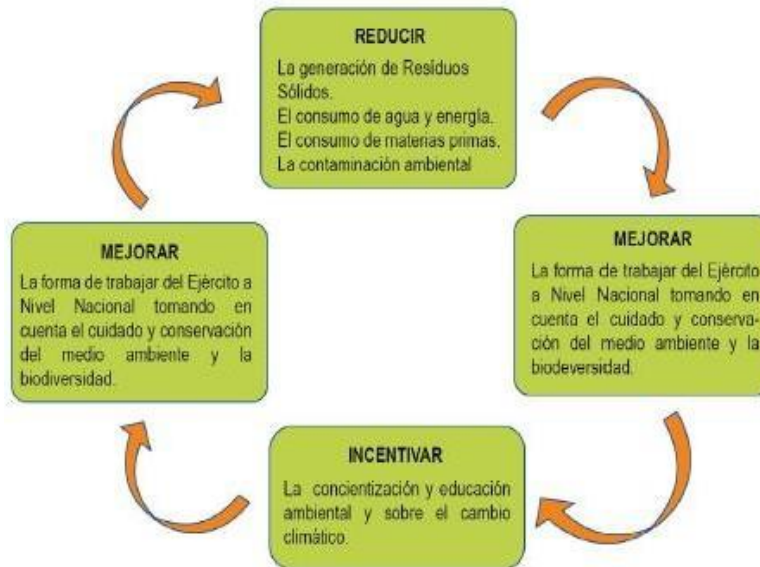 REDUCIR
La generación de Resíduos
Sólidos.
El consumo de agua y energía.
El consumo de materias primas.
La contaminación ambiental
MEJORAR
La forma de trabajar del Ejército
a Nivel Nacional tomando en
cuenta el cuidado y conserva-
ción del medio ambiente y la
biodeversidad.
INCENTIVAR
La concientización y educación
ambiental y sobre el cambio
climático.
MEJORAR
La forma de trabajar del Ejército a
Nivel Nacional tomando en
cuenta el cuidado y conservación
del medio ambiente y la
biodiversidad.